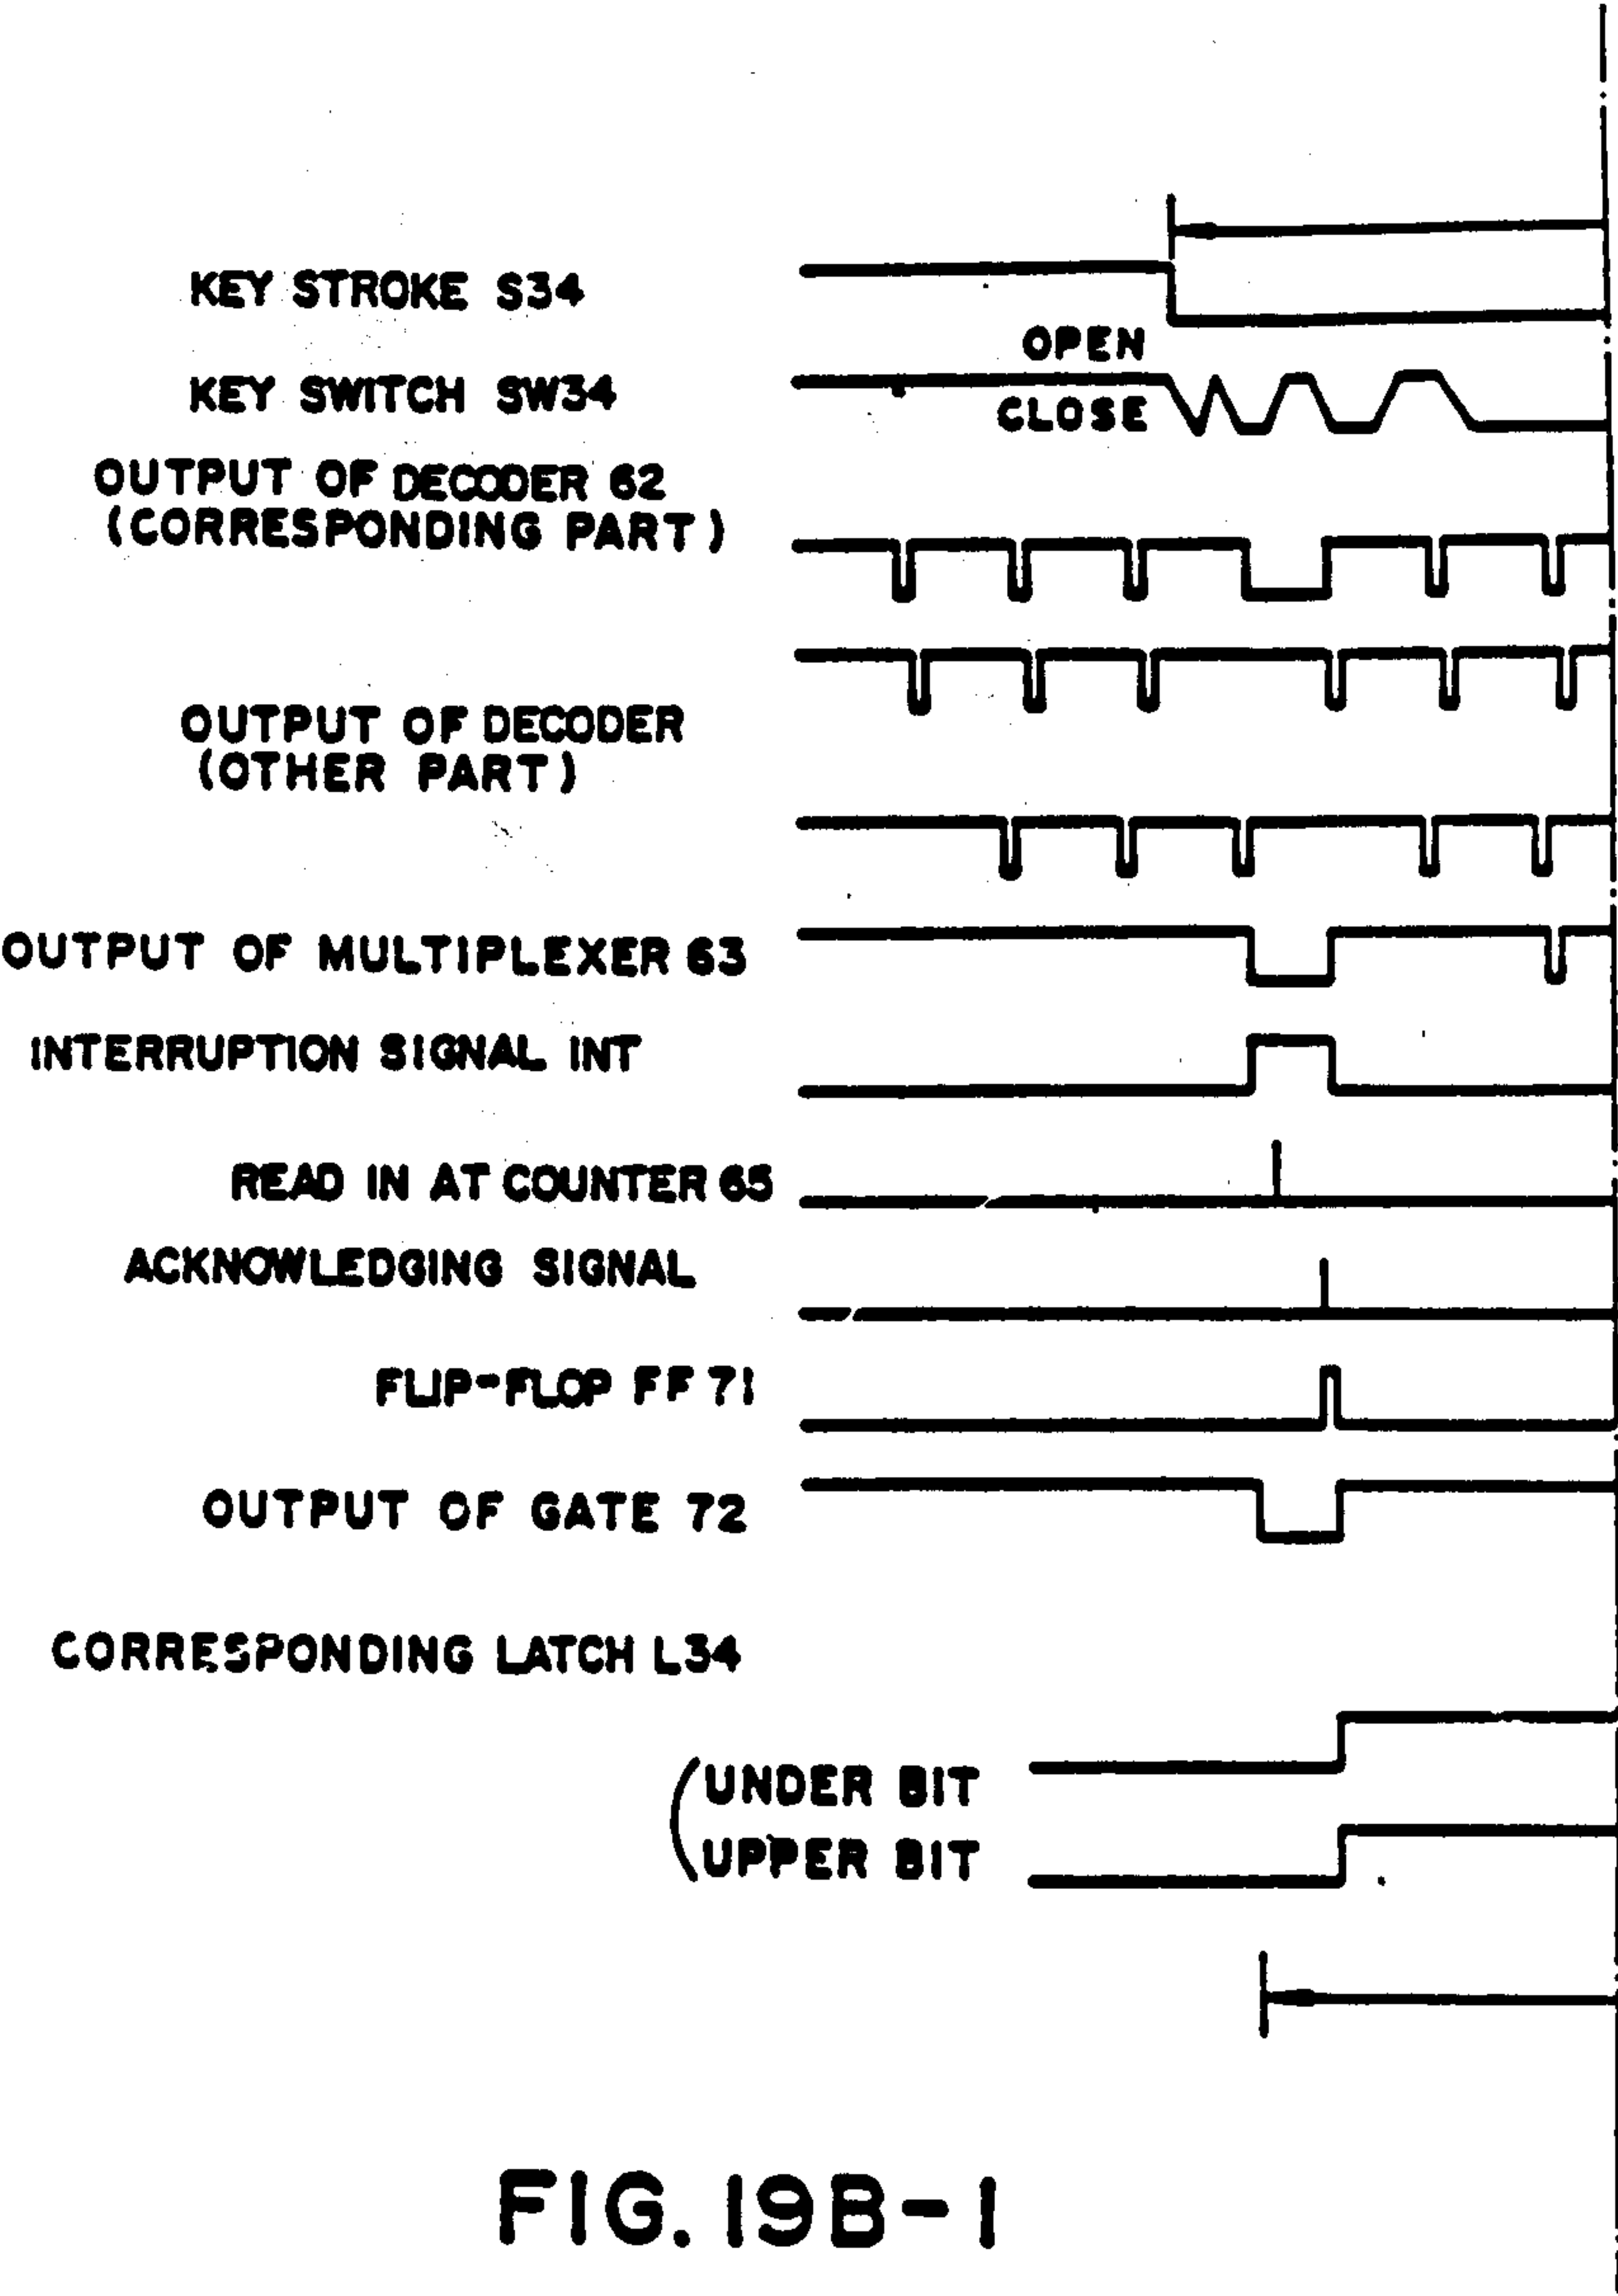 KEY STROKE S34
OPEN
KEY SWITCH SW34
CLOSE
OUTPUT OF DECODER 62
(CORRESPONDING PART)
OUTPUT OF DECODER
(OTHER PART)
OUTPUT OF MULTIPLEXER 63
INTERRUPTION SIGNAL INT
READ IN AT COUNTER 65
ACKNOWLEDGING SIGNAL
FLIP-FLOP FF 71
OUTPUT OF GATE 72
CORRESPONDING LATCH L34
(UNDER BIT
UPPER BIT
FIG. 19B-1